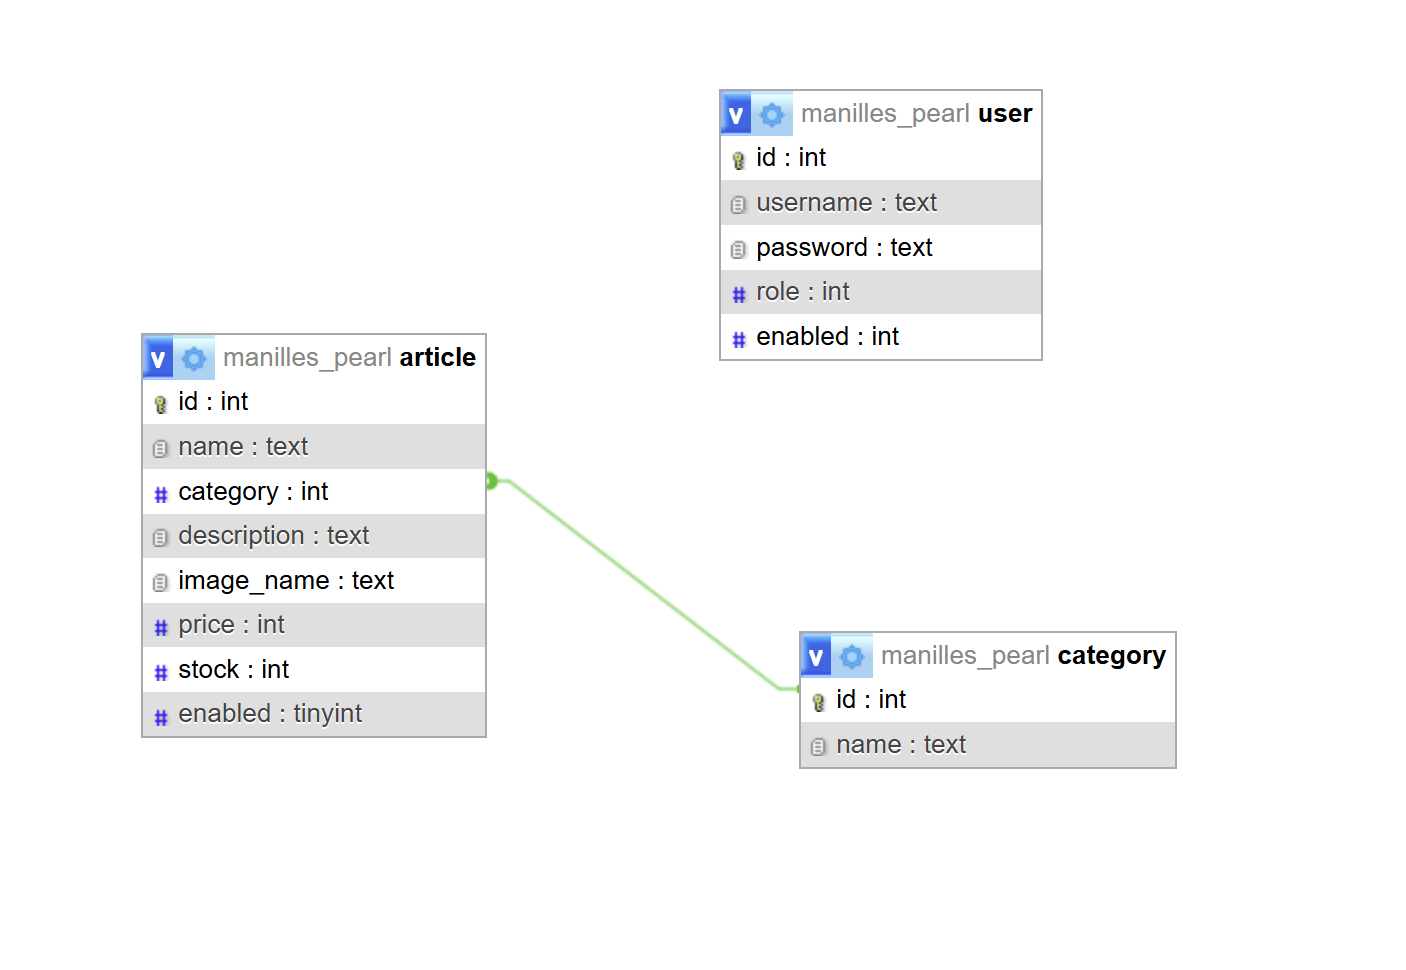 v manilles_pearl user
id : int
username : text
password : text
# role : int
# enabled : int
v manilles_pearl article
id : int
name : text
# category : int
description : text
image_name : text
# price : int
# stock : int
# enabled : tinyint
v manilles_pearl category
id : int
name : text